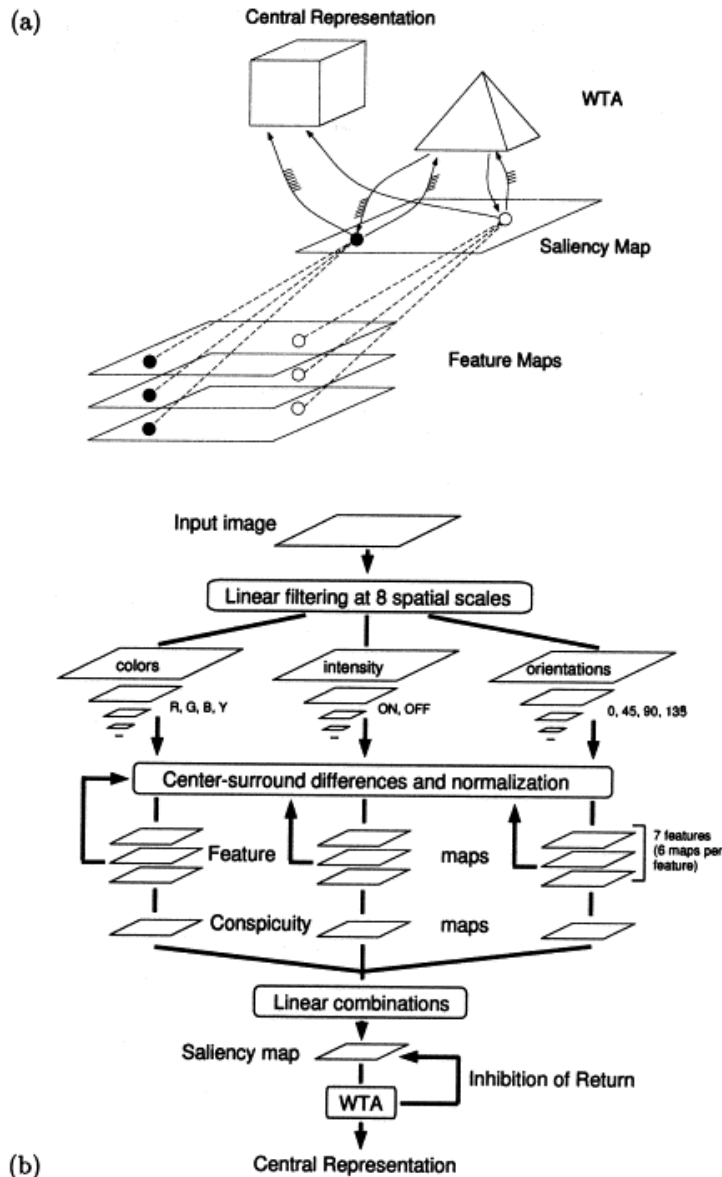 (a)
Central Representation
WTA
Saliency Map
Feature Maps
Input image
Linear filtering at 8 spatial scales
colors
intensity
orientations
R, G, B, Y
ON, OFF
0, 45, 90, 135
Center-surround differences and normalization
Feature
maps
7 features
(6 maps per
feature)
Conspicuity
maps
Linear combinations
Saliency map
Inhibition of Return
WTA
(b)
Central Representation